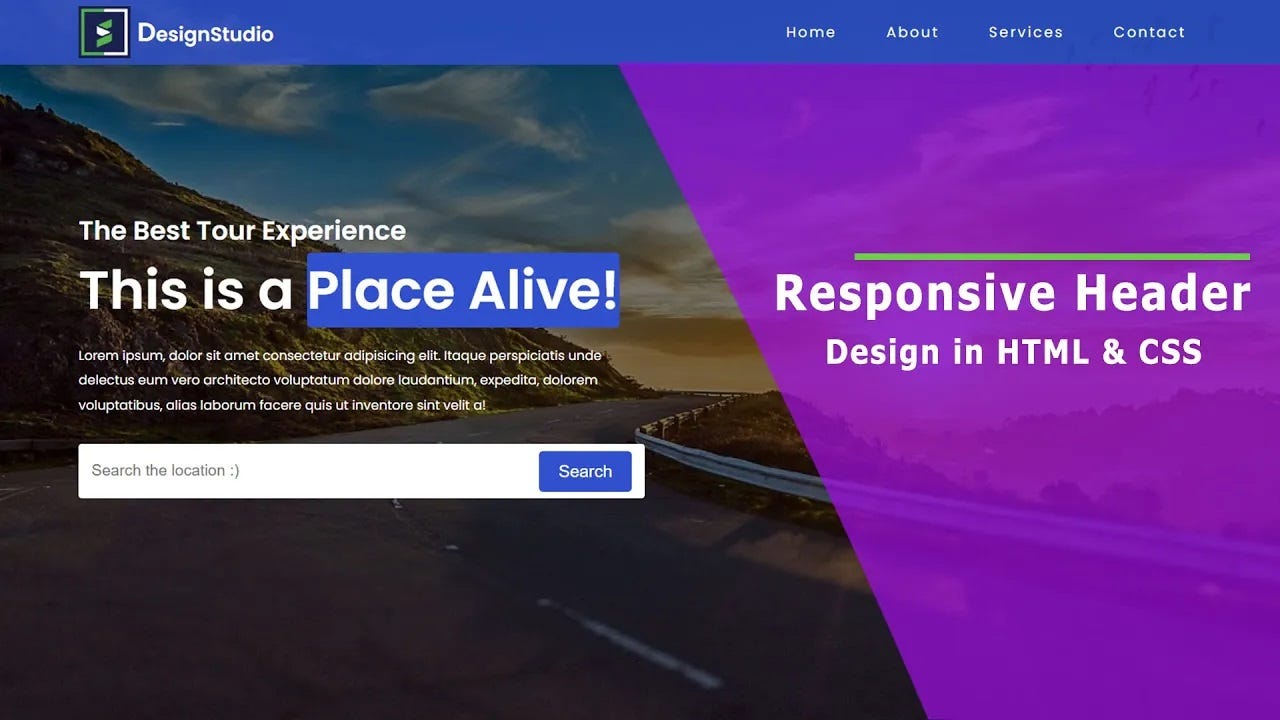 DesignStudio
Home About Services Contact
The Best Tour Experience
This is a Place Alive!
Lorem ipsum, dolor sit amet consectetur adipisicing elit. Itaque perspiciatis unde
delectus eum vero architecto voluptatum dolore laudantium, expedita, dolorem
voluptatibus, alias laborum facere quis ut inventore sint velit a!
Search the location :)
Search
Responsive Header
Design in HTML & CSS